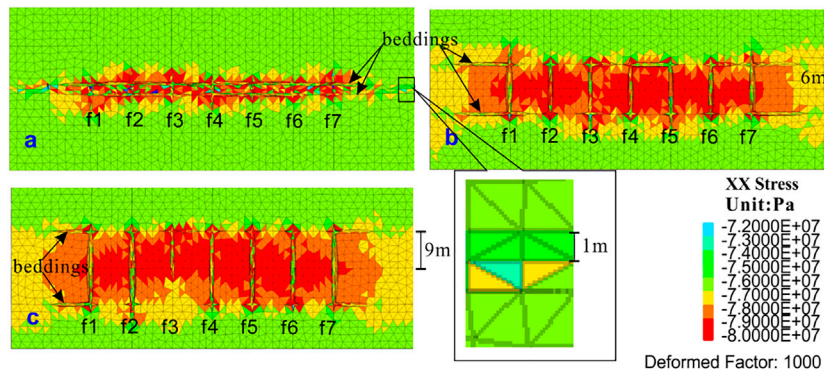 beddings
f1 f2 f3 f4 f5 f6 f7
a
beddings
6m
f1 f2 f3 f4 f5 f6 f7
b
beddings
9m
f1 f2 f3 f4 f5 f6 f7
c
1m
XX Stress
Unit:Pa
-7.2000E+07
-7.3000E+07
-7.4000E+07
-7.5000E+07
-7.6000E+07
-7.7000E+07
-7.8000E+07
-7.9000E+07
-8.0000E+07
Deformed Factor: 1000